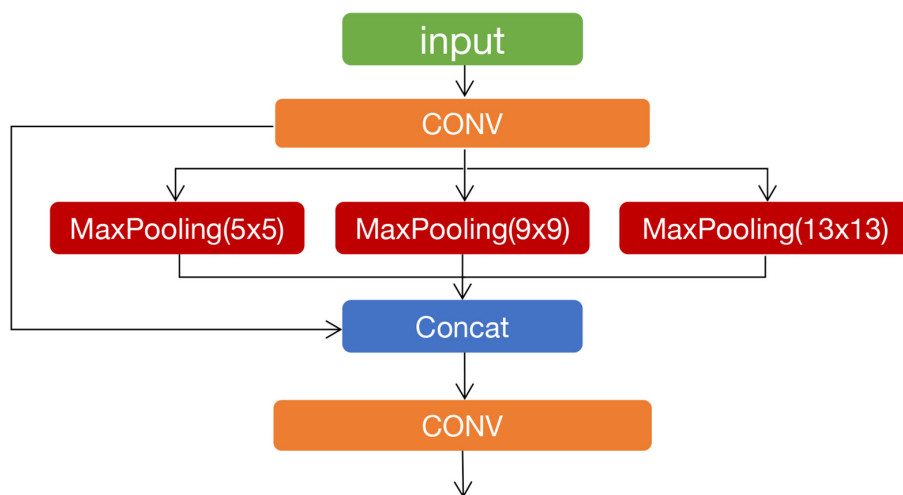 input
CONV
MaxPooling(5x5)
MaxPooling(9x9)
MaxPooling(13x13)
Concat
CONV